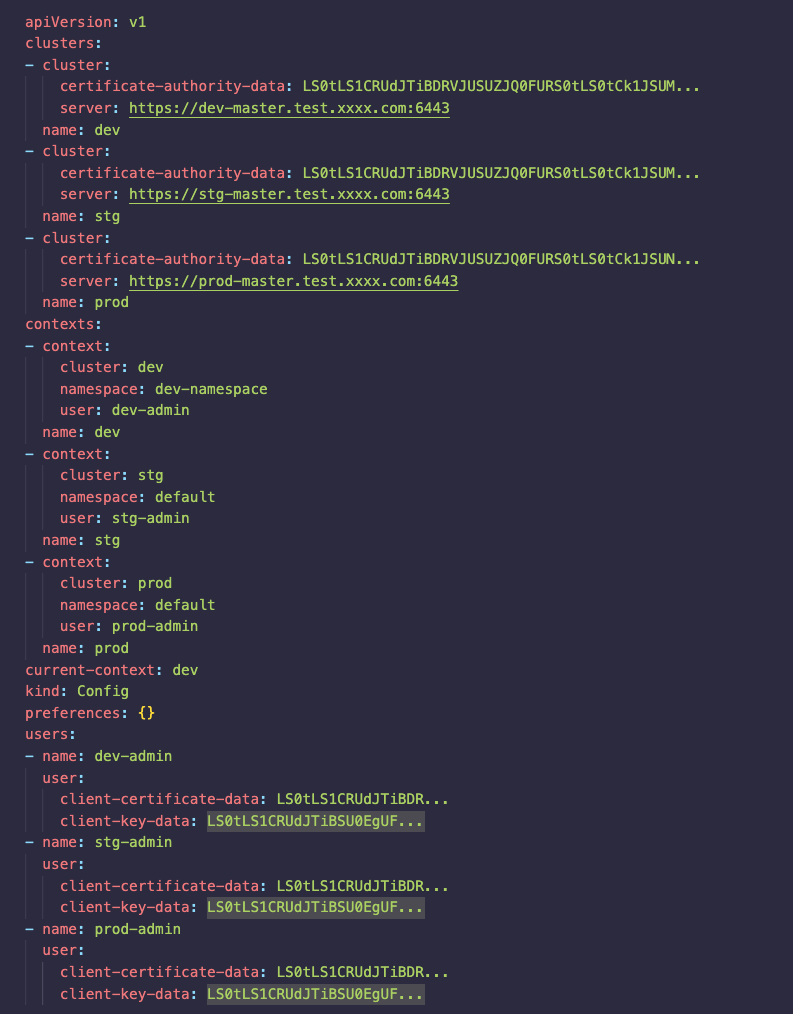 apiVersion: v1
clusters:
- cluster:
    certificate-authority-data: LS0tLS1CRUdJTiBDRVJUSUZJQ0FURS0tLS0tCk1JSUM...
    server: https://dev-master.test.xxxx.com:6443
  name: dev
- cluster:
    certificate-authority-data: LS0tLS1CRUdJTiBDRVJUSUZJQ0FURS0tLS0tCk1JSUM...
    server: https://stg-master.test.xxxx.com:6443
  name: stg
- cluster:
    certificate-authority-data: LS0tLS1CRUdJTiBDRVJUSUZJQ0FURS0tLS0tCk1JSUN...
    server: https://prod-master.test.xxxx.com:6443
  name: prod
contexts:
- context:
    cluster: dev
    namespace: dev-namespace
    user: dev-admin
  name: dev
- context:
    cluster: stg
    namespace: default
    user: stg-admin
  name: stg
- context:
    cluster: prod
    namespace: default
    user: prod-admin
  name: prod
current-context: dev
kind: Config
preferences: {}
users:
- name: dev-admin
  user:
    client-certificate-data: LS0tLS1CRUdJTiBDR...
    client-key-data: LS0tLS1CRUdJTiBSU0EgUF...
- name: stg-admin
  user:
    client-certificate-data: LS0tLS1CRUdJTiBDR...
    client-key-data: LS0tLS1CRUdJTiBSU0EgUF...
- name: prod-admin
  user:
    client-certificate-data: LS0tLS1CRUdJTiBDR...
    client-key-data: LS0tLS1CRUdJTiBSU0EgUF...